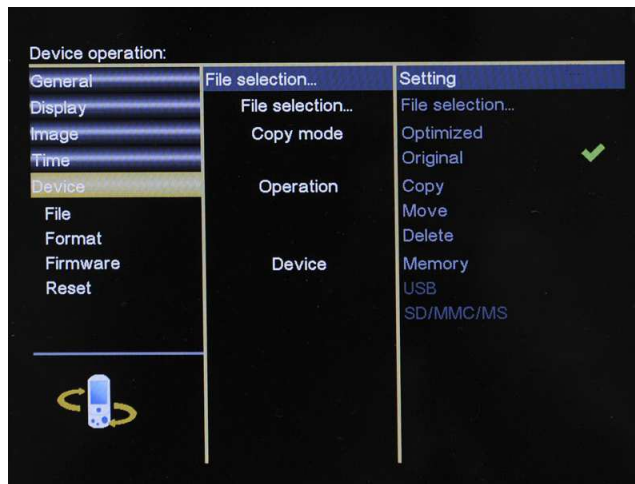 Device operation:
General
Display
Image
Time
Device
File
Format
Firmware
Reset
File selection...
File selection...
Copy mode
Operation
Device
Setting
File selection...
Optimized
Original
Copy
Move
Delete
Memory
USB
SD/MMC/MS